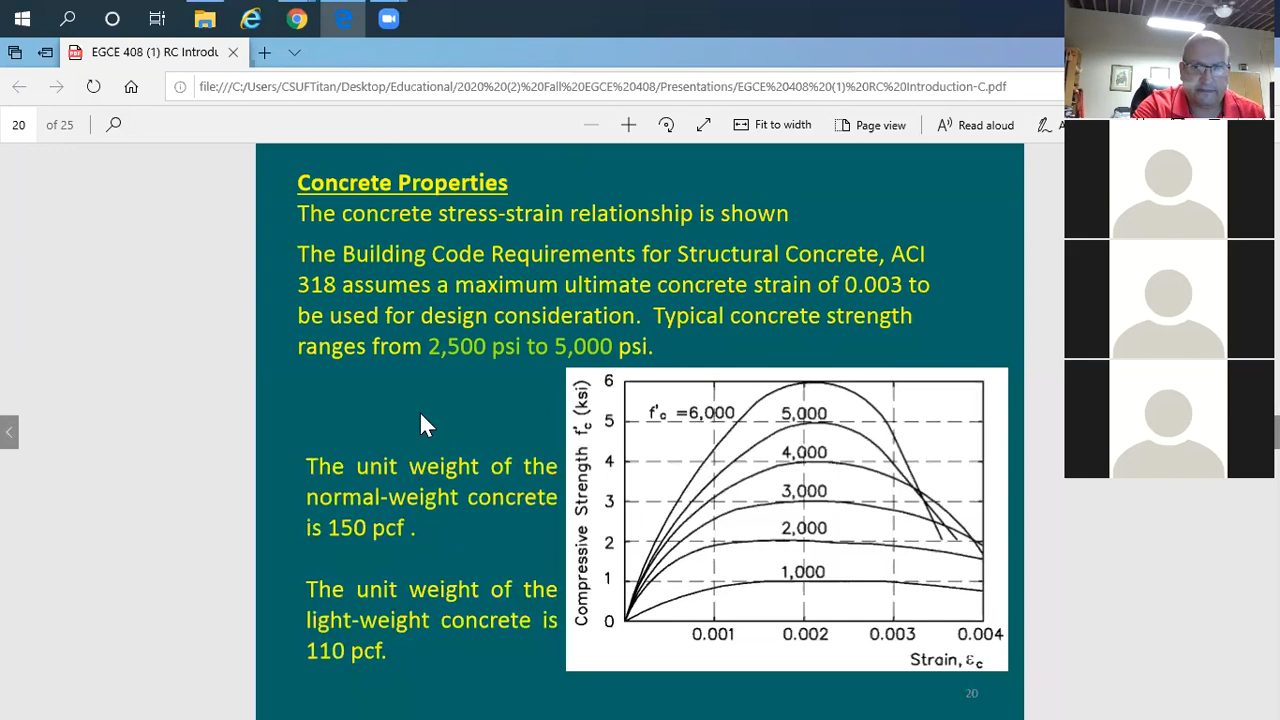 EGCE 408 (1) RC Introdu
file:///C:/Users/CSUFTitan/Desktop/Educational/2020%20(2)%20Fall%20EGCE%20408/Presentations/EGCE%20408%20(1)%20RC%20Introduction-C.pdf
20 of 25
Fit to width
Page view
Read aloud
Concrete Properties
The concrete stress-strain relationship is shown
The Building Code Requirements for Structural Concrete, ACI
318 assumes a maximum ultimate concrete strain of 0.003 to
be used for design consideration. Typical concrete strength
ranges from 2,500 psi to 5,000 psi.
The unit weight of the
normal-weight concrete
is 150 pcf .
The unit weight of the
light-weight concrete is
110 pcf.
Compressive Strength f'c (ksi)
6
5
4
3
2
1
0
f'c =6,000
5,000
4,000
3,000
2,000
1,000
0.001 0.002 0.003 0.004
Strain, εc
20